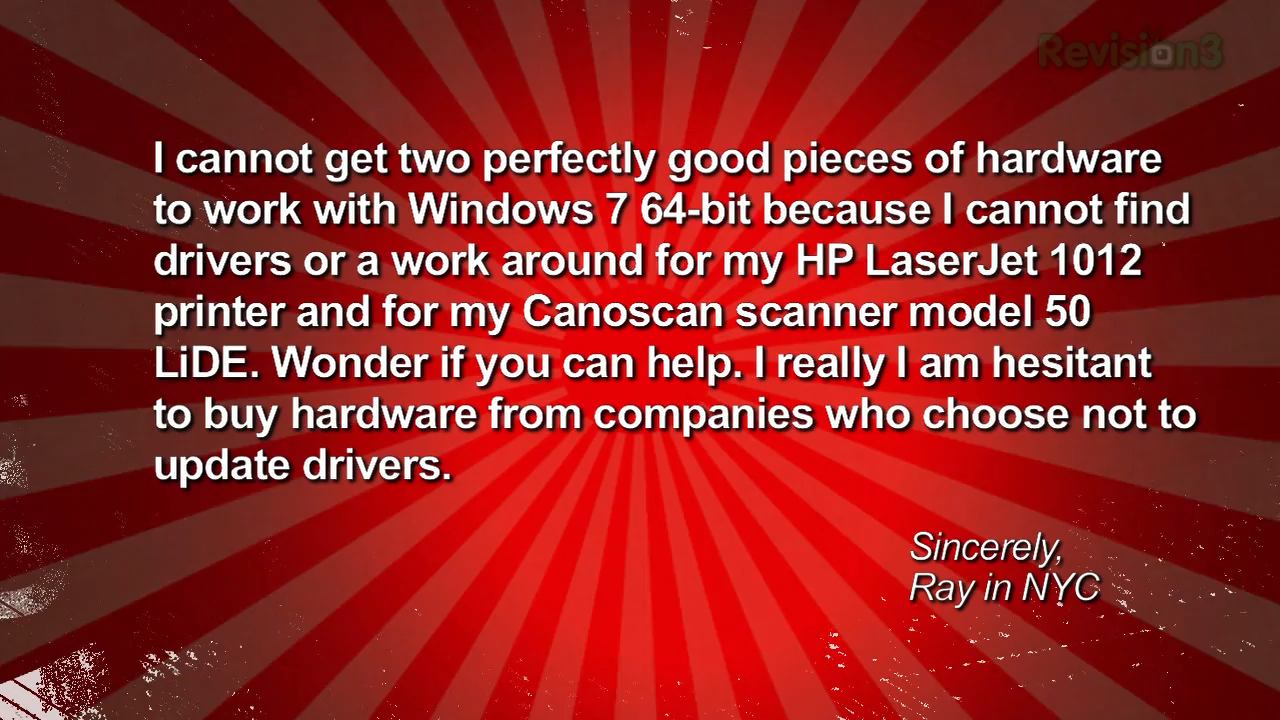 Revision3
I cannot get two perfectly good pieces of hardware
to work with Windows 7 64-bit because I cannot find
drivers or a work around for my HP LaserJet 1012
printer and for my Canoscan scanner model 50
LiDE. Wonder if you can help. I really I am hesitant
to buy hardware from companies who choose not to
update drivers.
Sincerely,
Ray in NYC